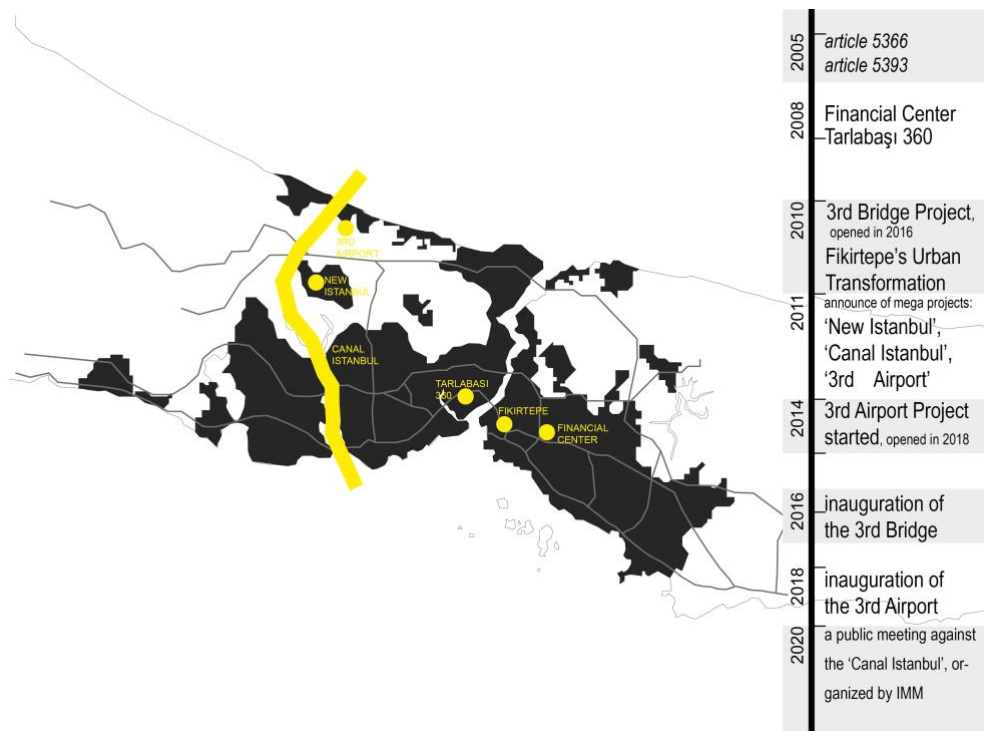 3RD
AIRPORT
NEW
ISTANBUL
CANAL
ISTANBUL
TARLABASI
360
FIKIRTEPE
FINANCIAL
CENTER
2005
article 5366
article 5393
2008
Financial Center
Tarlabaşı 360
2010
3rd Bridge Project,
opened in 2016
Fikirtepe's Urban
Transformation
2011
announce of mega projects:
'New Istanbul',
'Canal Istanbul',
'3rd Airport'
2014
3rd Airport Project
started, opened in 2018
2016
inauguration of
the 3rd Bridge
2018
inauguration of
the 3rd Airport
2020
a public meeting against
the 'Canal Istanbul', or-
ganized by IMM